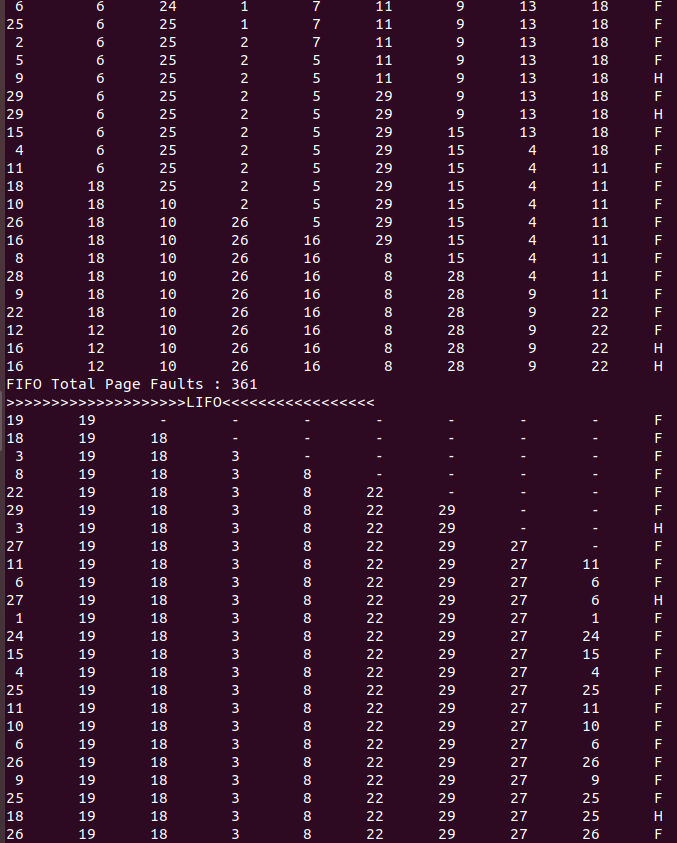 6 6 24 1 7 11 9 13 18 F
25 6 25 1 7 11 9 13 18 F
2 6 25 2 7 11 9 13 18 F
5 6 25 2 5 11 9 13 18 F
9 6 25 2 5 11 9 13 18 H
29 6 25 2 5 29 9 13 18 F
29 6 25 2 5 29 9 13 18 H
15 6 25 2 5 29 15 13 18 F
4 6 25 2 5 29 15 4 18 F
11 6 25 2 5 29 15 4 11 F
18 18 25 2 5 29 15 4 11 F
10 18 10 2 5 29 15 4 11 F
26 18 10 26 5 29 15 4 11 F
16 18 10 26 16 29 15 4 11 F
8 18 10 26 16 8 15 4 11 F
28 18 10 26 16 8 28 4 11 F
9 18 10 26 16 8 28 9 11 F
22 18 10 26 16 8 28 9 22 F
12 12 10 26 16 8 28 9 22 F
16 12 10 26 16 8 28 9 22 H
16 12 10 26 16 8 28 9 22 H
FIFO Total Page Faults : 361
>>>>>>>>>>>>>>>>>>>>LIFO<<<<<<<<<<<<<<<<<
19 19 - - - - - - - F
18 19 18 - - - - - - F
3 19 18 3 - - - - - F
8 19 18 3 8 - - - - F
22 19 18 3 8 22 - - - F
29 19 18 3 8 22 29 - - F
3 19 18 3 8 22 29 - - H
27 19 18 3 8 22 29 27 - F
11 19 18 3 8 22 29 27 11 F
6 19 18 3 8 22 29 27 6 F
27 19 18 3 8 22 29 27 6 H
1 19 18 3 8 22 29 27 1 F
24 19 18 3 8 22 29 27 24 F
15 19 18 3 8 22 29 27 15 F
4 19 18 3 8 22 29 27 4 F
25 19 18 3 8 22 29 27 25 F
11 19 18 3 8 22 29 27 11 F
10 19 18 3 8 22 29 27 10 F
6 19 18 3 8 22 29 27 6 F
26 19 18 3 8 22 29 27 26 F
9 19 18 3 8 22 29 27 9 F
25 19 18 3 8 22 29 27 25 F
18 19 18 3 8 22 29 27 25 H
26 19 18 3 8 22 29 27 26 F